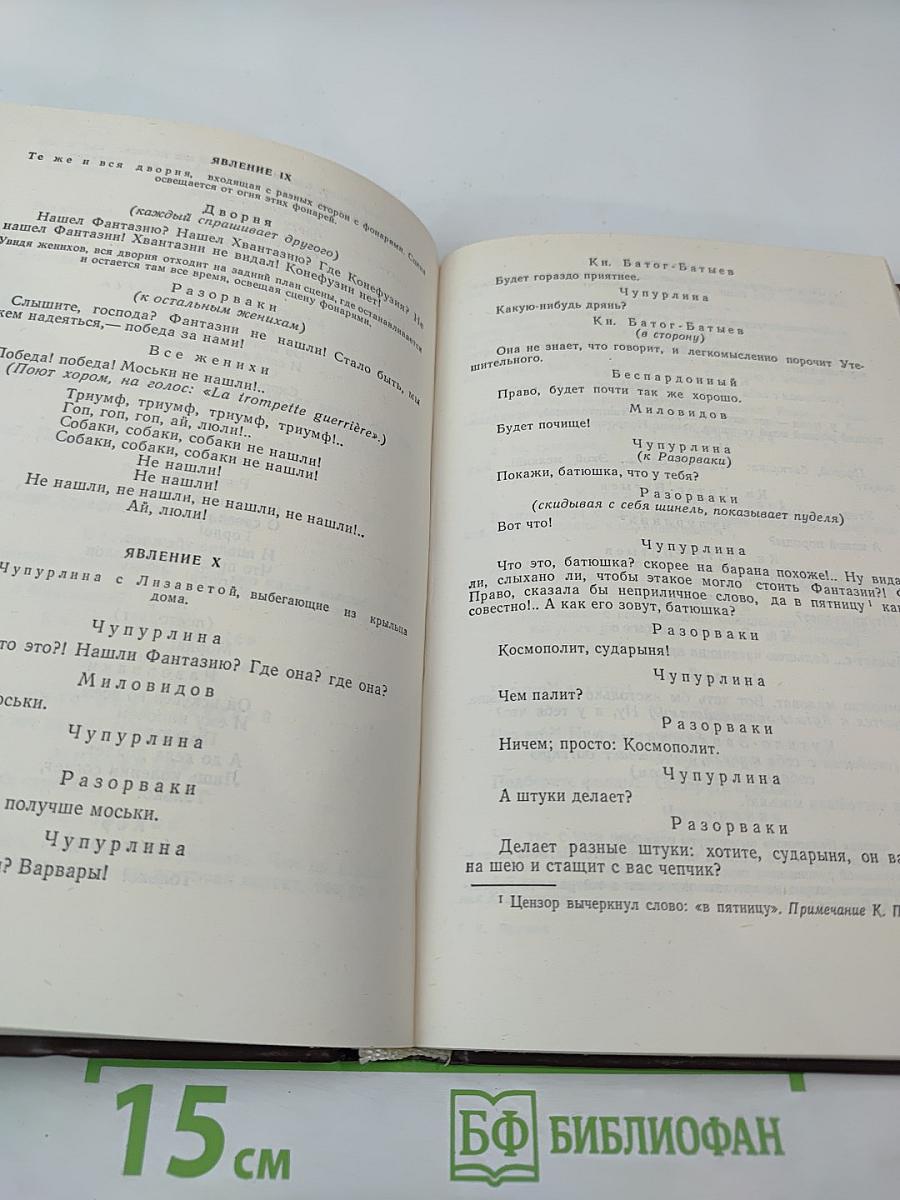 ЯВЛЕНИЕ IX
Те же и вся дворня, входящая с разных сторон с фонарями. Сцена
освещается от огня этих фонарей.
Дворня
(каждый спрашивает другого)
Нашел Фантазию? Нашел Хвантазию? Где Конефузия? Не
нашел Фантазии! Хвантазии не видал! Конефузии нет!
Увидя женихов, вся дворня отходит на задний план сцены, где останавливается
и остается там все время, освещая сцену фонарями.
Разорваки
(к остальным женихам)
Слышите, господа? Фантазии не нашли! Стало быть, мы
надеяться,— победа за нами!
Все женихи
Победа! победа! Моськи не нашли!..
(Поют хором, на голос: «La trompette guerrière».)
Триумф, триумф, триумф, триумф!..
Гоп, гоп, гоп, ай, люли!..
Собаки, собаки, собаки не нашли!
Собаки, собаки, собаки не нашли!
Не нашли!
Не нашли!
Не нашли, не нашли, не нашли, не нашли!..
Ай, люли!
ЯВЛЕНИЕ X
Чупурлина с Лизаветой, выбегающие из крыльца
дома.
Чупурлина
то это?! Нашли Фантазию? Где она? где она?
Миловидов
оськи.
Чупурлина
Разорваки
получше моськи.
Чупурлина
? Варвары!
Кн. Батог-Батыев
Будет гораздо приятнее.
Чупурлина
Какую-нибудь дрянь?
Кн. Батог-Батыев
(в сторону)
Она не знает, что говорит, и легкомысленно порочит Уте-
шительного.
Беспардонный
Право, будет почти так же хорошо.
Миловидов
Будет почище!
Чупурлина
(к Разорваки)
Покажи, батюшка, что у тебя?
Разорваки
(скидывая с себя шинель, показывает пуделя)
Вот что!
Чупурлина
Что это, батюшка? скорее на барана похоже!.. Ну вида
ли, слыхано ли, чтобы этакое могло стоить Фантазии?!
Право, сказала бы неприличное слово, да в пятницу¹ как
совестно!.. А как его зовут, батюшка?
Разорваки
Космополит, сударыня!
Чупурлина
Чем палит?
Разорваки
Ничем; просто: Космополит.
Чупурлина
А штуки делает?
Разорваки
Делает разные штуки: хотите, сударыня, он ва
на шею и стащит с вас чепчик?
¹ Цензор вычеркнул слово: «в пятницу». Примечание К. П
15 см
БФ БИБЛИОФАН